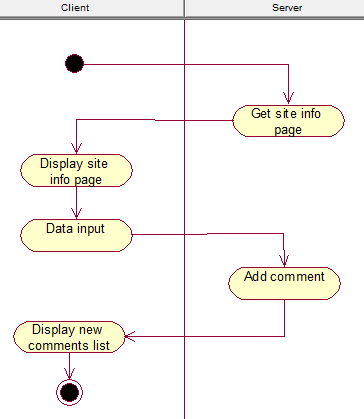 Client
Server
Get site info
page
Display site
info page
Data input
Add comment
Display new
comments list